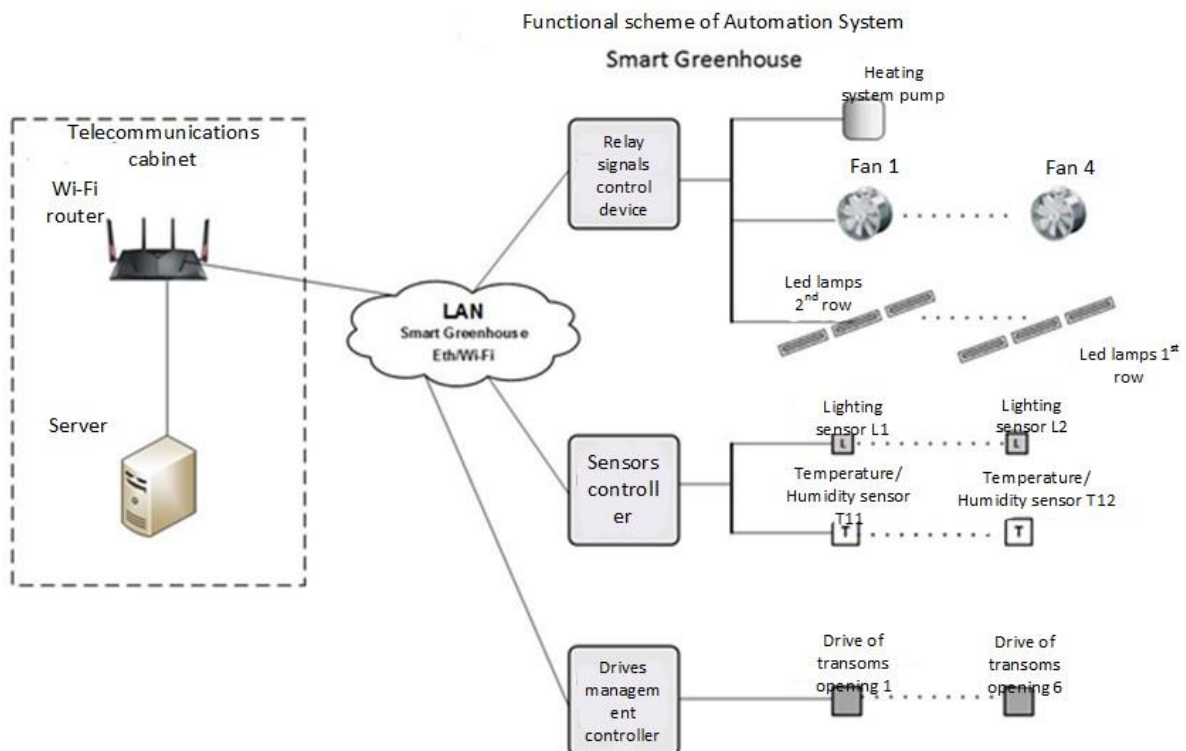 Functional scheme of Automation System
Smart Greenhouse
Telecommunications
cabinet
Wi-Fi
router
Server
LAN
Smart Greenhouse
Eth/Wi-Fi
Relay
signals
control
device
Heating
system pump
Fan 1
Fan 4
Led lamps
2nd row
Led lamps 1st
row
Sensors
controll
er
Lighting
sensor L1
L
Lighting
sensor L2
L
Temperature/
Humidity sensor
T11
T
Temperature/
Humidity sensor T12
T
Drives
managem
ent
controller
Drive of
transoms
opening 1
Drive of
transoms
opening 6